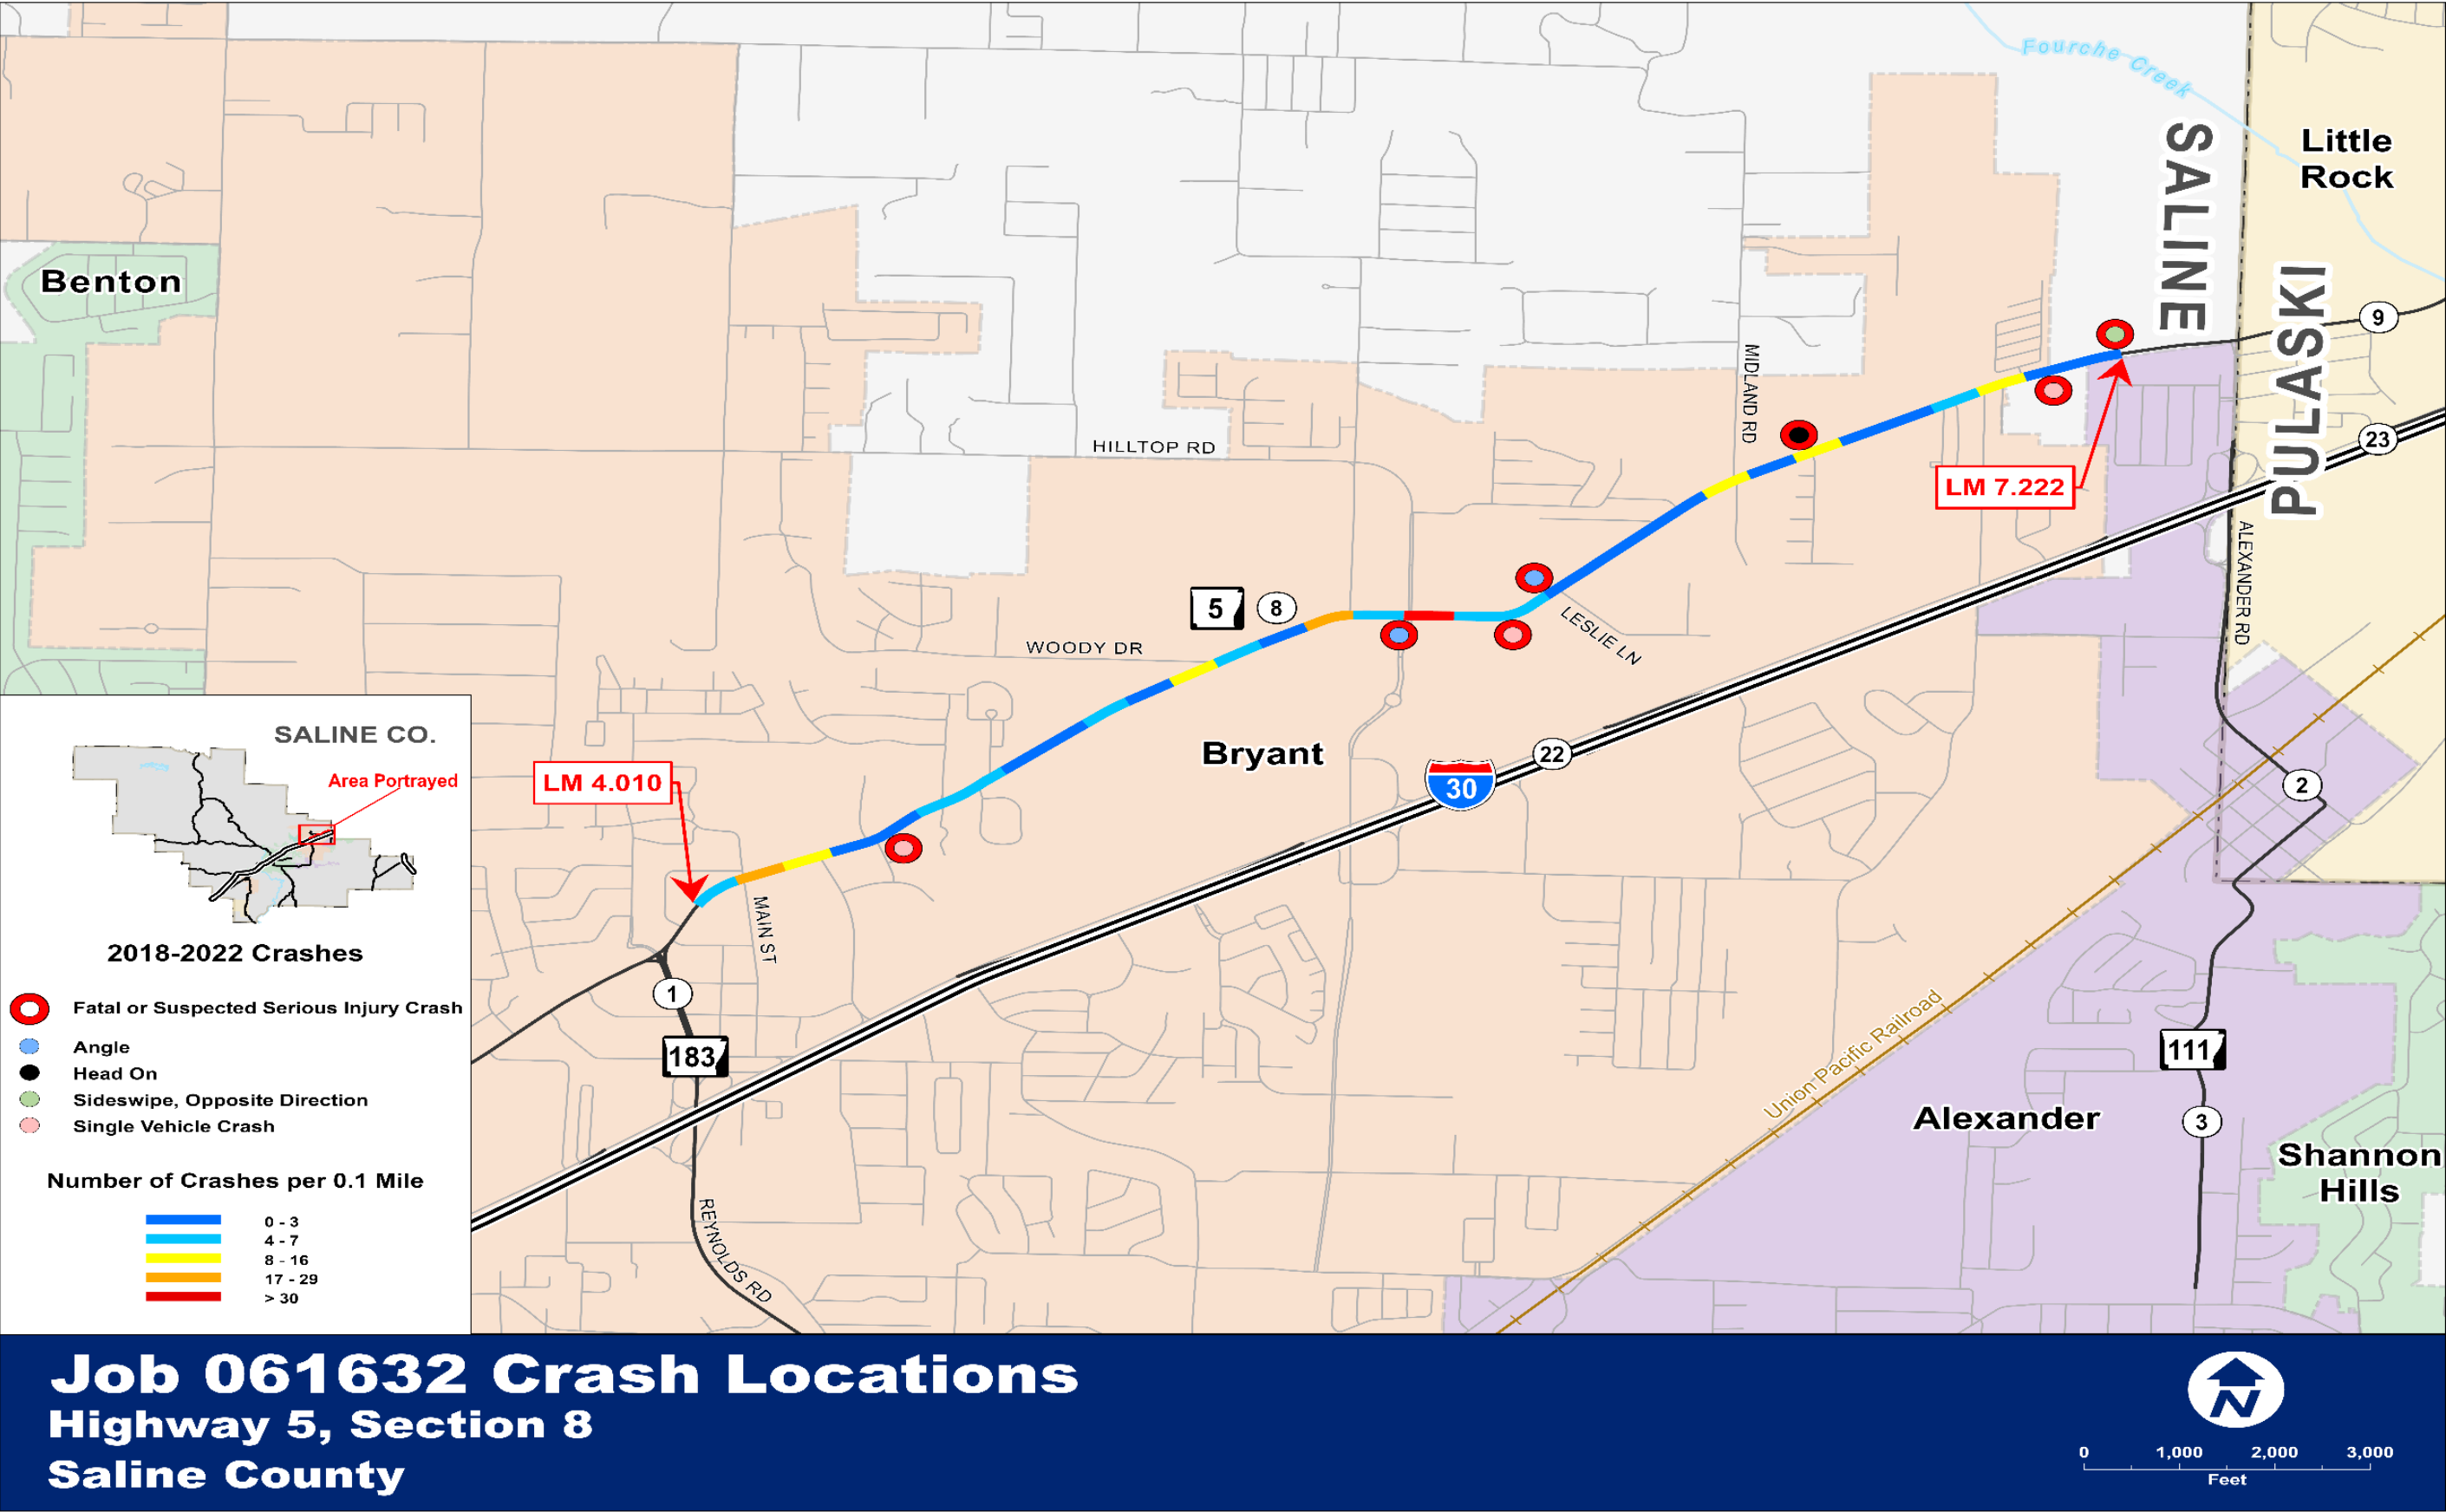 Fourche Creek
Little
Rock
SALINE
PULASKI
Benton
9
MIDLAND RD
HILLTOP RD
23
LM 7.222
ALEXANDER RD
5
8
LESLIE LN
WOODY DR
Bryant
22
30
LM 4.010
2
MAIN ST
1
183
Union Pacific Railroad
111
Alexander
3
Shannon
Hills
REYNOLDS RD
SALINE CO.
Area Portrayed
2018-2022 Crashes
Fatal or Suspected Serious Injury Crash
Angle
Head On
Sideswipe, Opposite Direction
Single Vehicle Crash
Number of Crashes per 0.1 Mile
0 - 3
4 - 7
8 - 16
17 - 29
> 30
Job 061632 Crash Locations
Highway 5, Section 8
Saline County
N
0 1,000 2,000 3,000
Feet